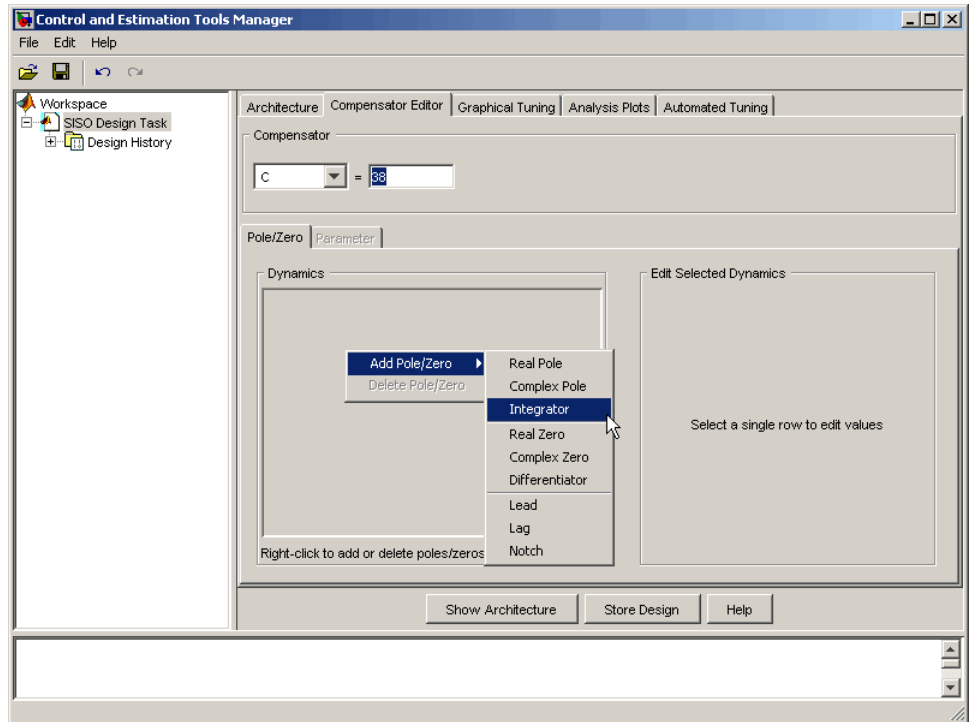 Control and Estimation Tools Manager
File Edit Help
Workspace
SISO Design Task
Design History
Architecture Compensator Editor Graphical Tuning Analysis Plots Automated Tuning
Compensator
C = 38
Pole/Zero Parameter
Dynamics
Edit Selected Dynamics
Add Pole/Zero
Delete Pole/Zero
Real Pole
Complex Pole
Integrator
Real Zero
Complex Zero
Differentiator
Lead
Lag
Notch
Select a single row to edit values
Right-click to add or delete poles/zeros
Show Architecture Store Design Help